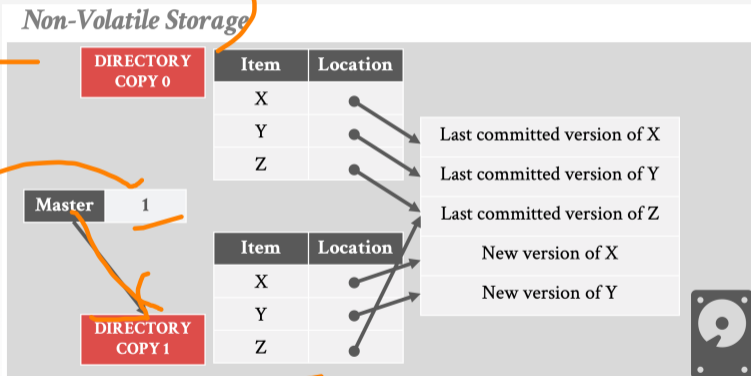 Non-Volatile Storage
DIRECTORY
COPY 0
Item Location
X
Y
Z
Last committed version of X
Last committed version of Y
Last committed version of Z
New version of X
New version of Y
Master 1
Item Location
X
Y
Z
DIRECTORY
COPY 1